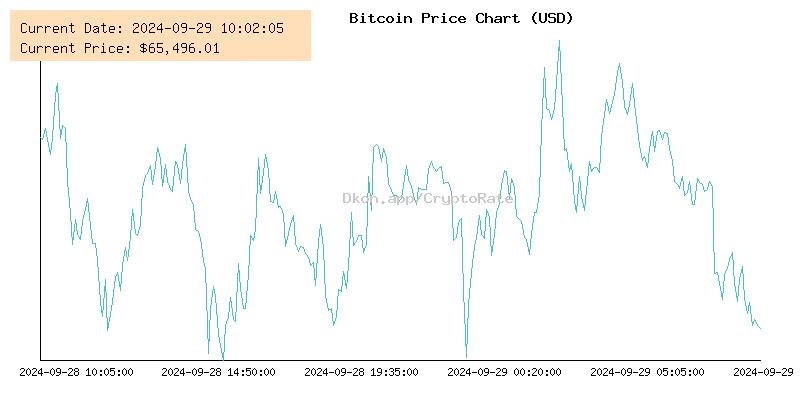 Bitcoin Price Chart (USD)
Current Date: 2024-09-29 10:02:05
Current Price: $65,496.01
Dkon.app/CryptoRate
2024-09-28 10:05:00
2024-09-28 14:50:00
2024-09-28 19:35:00
2024-09-29 00:20:00
2024-09-29 05:05:00
2024-09-29